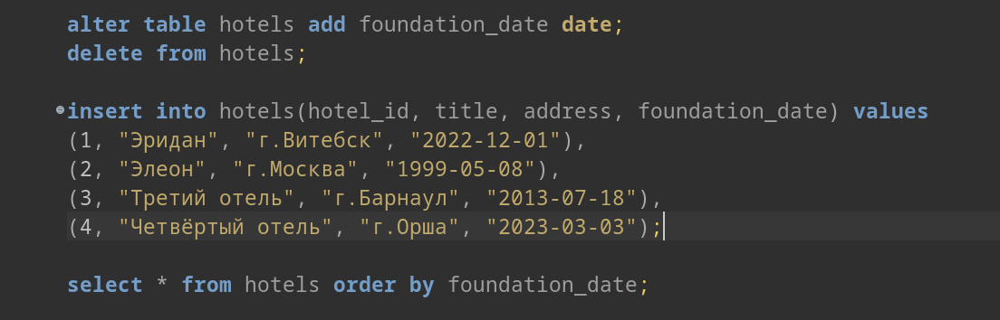 alter table hotels add foundation_date date;
delete from hotels;
insert into hotels(hotel_id, title, address, foundation_date) values
(1, "Эридан", "г.Витебск", "2022-12-01"),
(2, "Элеон", "г.Москва", "1999-05-08"),
(3, "Третий отель", "г.Барнаул", "2013-07-18"),
(4, "Четвёртый отель", "г.Орша", "2023-03-03");
select * from hotels order by foundation_date;